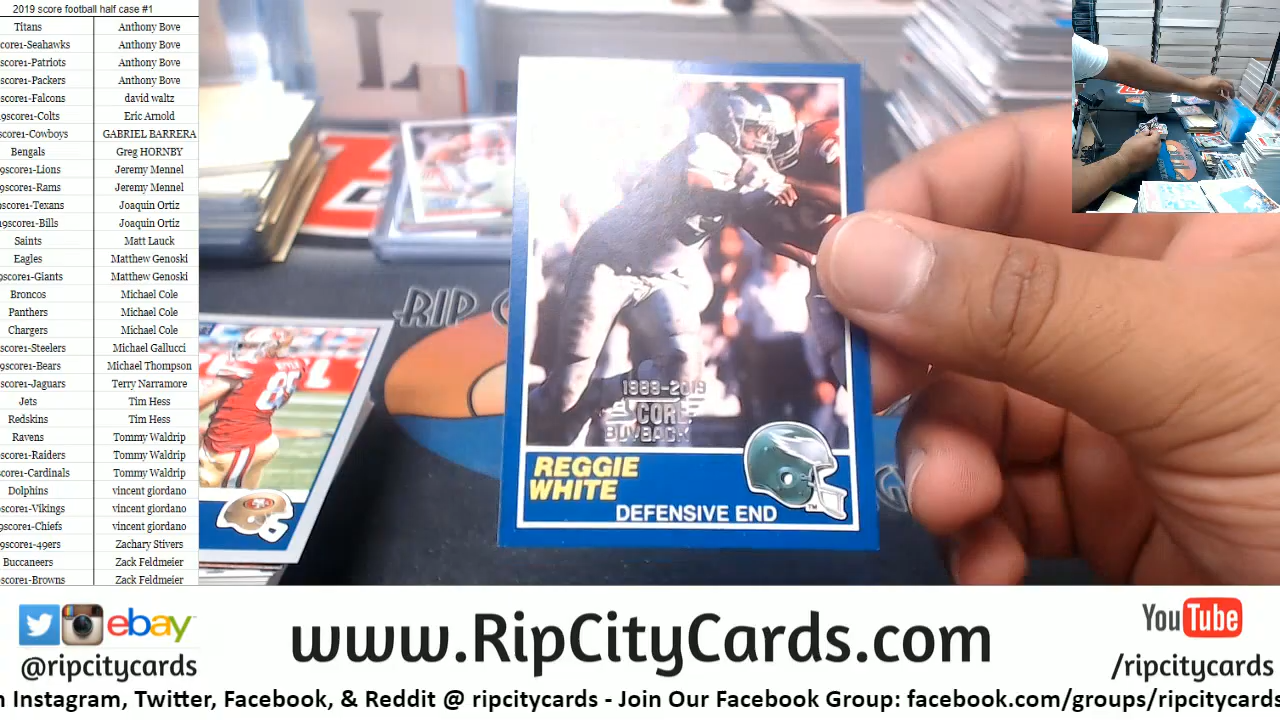 2019 score football half case #1
Titans Anthony Bove
core1-Seahawks Anthony Bove
score1-Patriots Anthony Bove
score1-Packers Anthony Bove
score1-Falcons david waltz
9score1-Colts Eric Arnold
core1-Cowboys GABRIEL BARRERA
Bengals Greg HORNBY
9score1-Lions Jeremy Mennel
9score1-Rams Jeremy Mennel
score1-Texans Joaquin Ortiz
19score1-Bills Joaquin Ortiz
Saints Matt Lauck
Eagles Matthew Genoski
9score1-Giants Matthew Genoski
Broncos Michael Cole
Panthers Michael Cole
Chargers Michael Cole
score1-Steelers Michael Gallucci
9score1-Bears Michael Thompson
score1-Jaguars Terry Narramore
Jets Tim Hess
Redskins Tim Hess
Ravens Tommy Waldrip
score1-Raiders Tommy Waldrip
core1-Cardinals Tommy Waldrip
Dolphins vincent giordano
score1-Vikings vincent giordano
score1-Chiefs vincent giordano
9score1-49ers Zachary Stivers
Buccaneers Zack Feldmeier
score1-Browns Zack Feldmeier
RIP
1989-2019
BUYBACK
REGGIE
WHITE
DEFENSIVE END
TM
ebay
@ripcitycards
www.RipCityCards.com
YouTube
/ripcitycards
n Instagram, Twitter, Facebook, & Reddit @ ripcitycards - Join Our Facebook Group: facebook.com/groups/ripcitycards